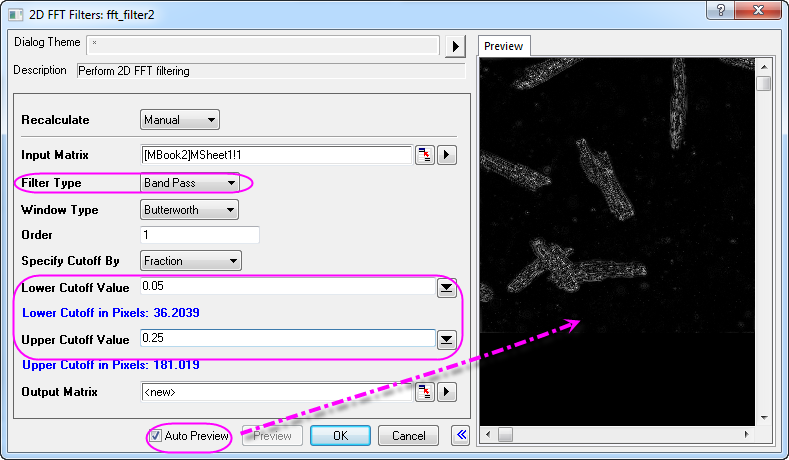 2D FFT Filters: fft_filter2
Dialog Theme *
Description Perform 2D FFT filtering
Recalculate Manual
Input Matrix [MBook2]MSheet1!1
Filter Type Band Pass
Window Type Butterworth
Order 1
Specify Cutoff By Fraction
Lower Cutoff Value 0.05
Lower Cutoff in Pixels: 36.2039
Upper Cutoff Value 0.25
Upper Cutoff in Pixels: 181.019
Output Matrix <new>
Auto Preview Preview OK Cancel
Preview